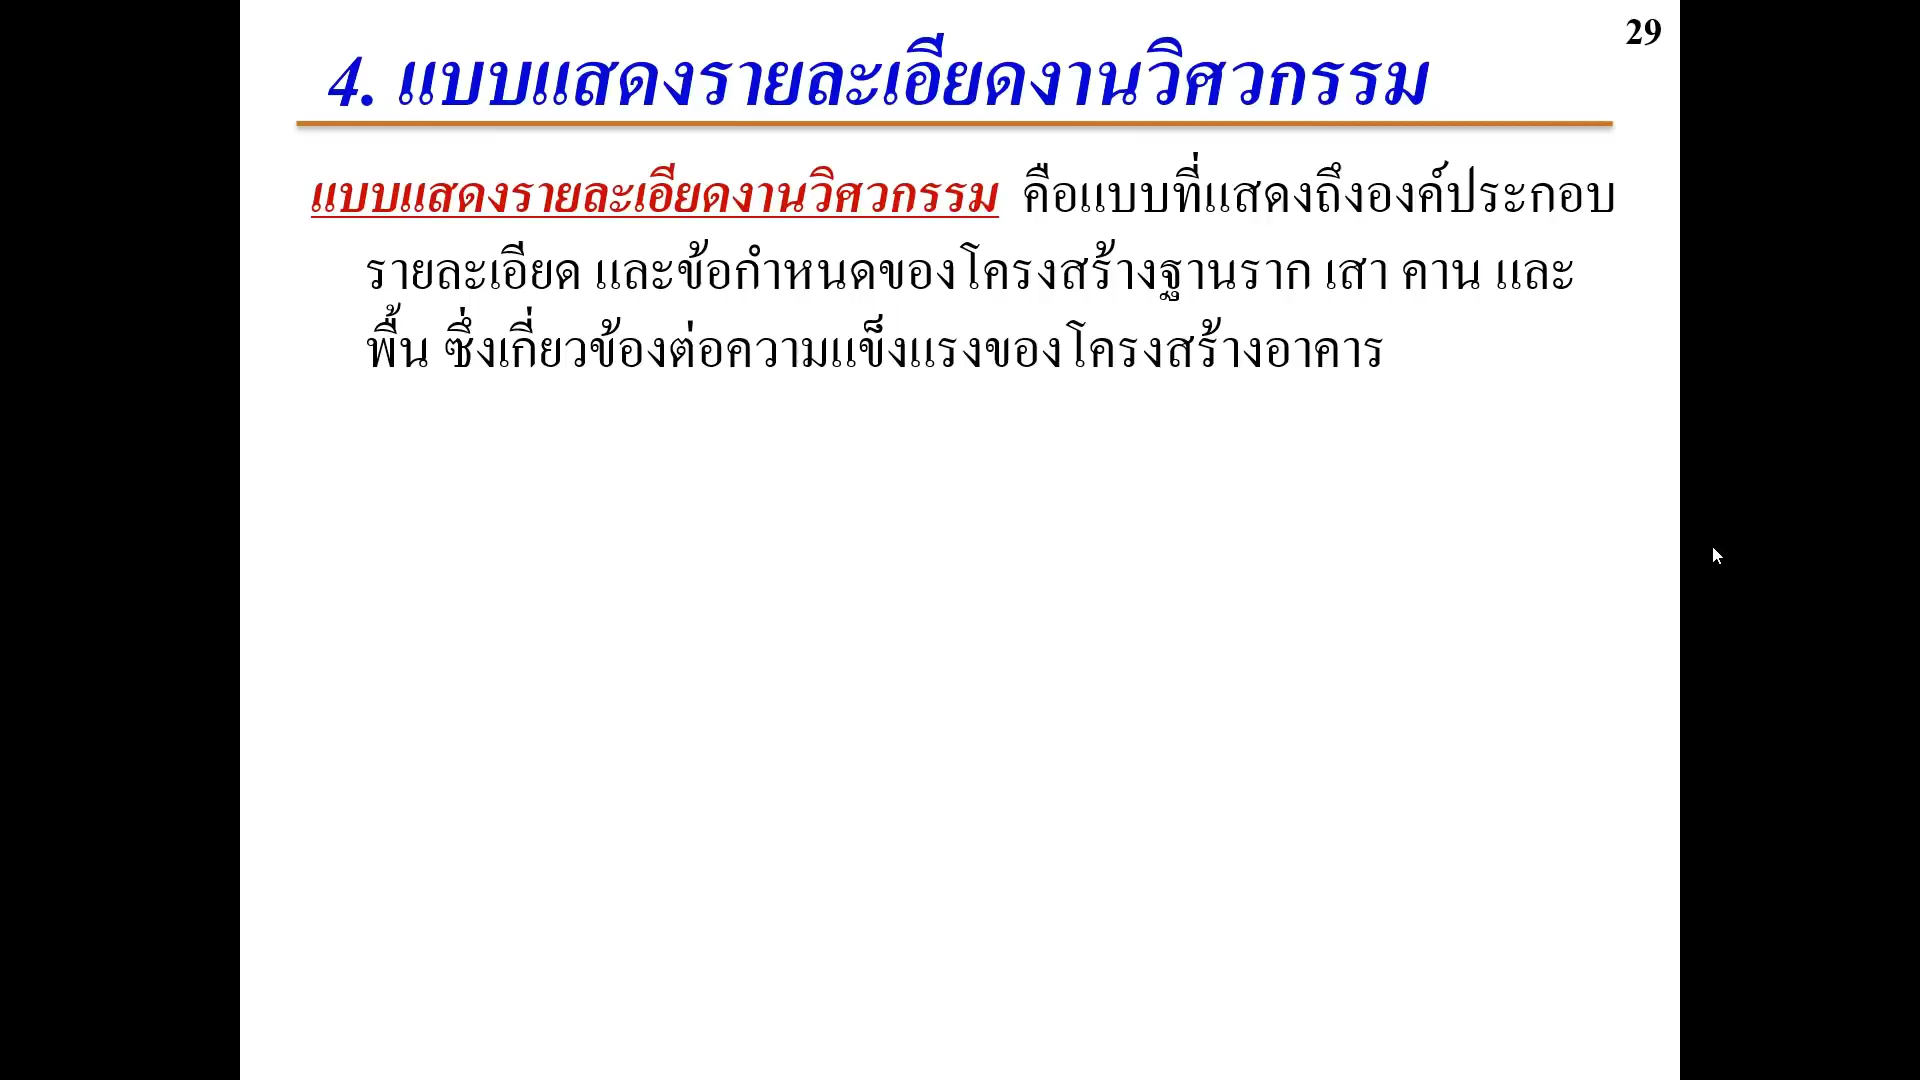 29
4. แบบแสดงรายละเอียดงานวิศวกรรม
แบบแสดงรายละเอียดงานวิศวกรรม คือแบบที่แสดงถึงองค์ประกอบ
รายละเอียด และข้อกำหนดของโครงสร้างฐานราก เสา คาน และ
พื้น ซึ่งเกี่ยวข้องต่อความแข็งแรงของโครงสร้างอาคาร